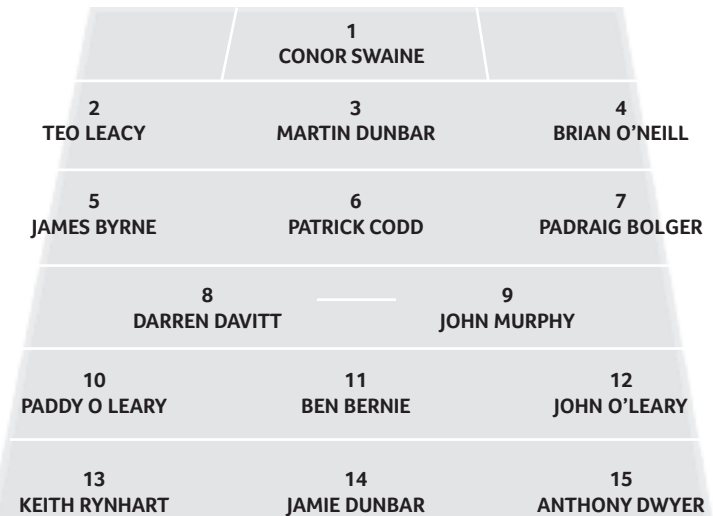 1
CONOR SWAINE
2
TEO LEACY
3
MARTIN DUNBAR
4
BRIAN O’NEILL
5
JAMES BYRNE
6
PATRICK CODD
7
PADRAIG BOLGER
8
DARREN DAVITT
9
JOHN MURPHY
10
PADDY O LEARY
11
BEN BERNIE
12
JOHN O’LEARY
13
KEITH RYNHART
14
JAMIE DUNBAR
15
ANTHONY DWYER